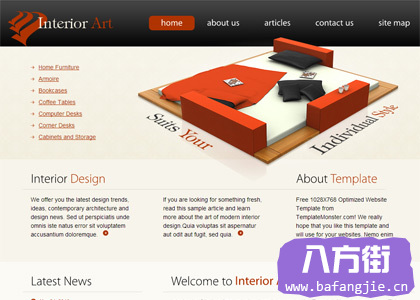 Interior Art
home
about us
articles
contact us
site map
Home Furniture
Armoire
Bookcases
Coffee Tables
Computer Desks
Corner Desks
Cabinets and Storage
Suits Your
Individual Style
Interior Design
We offer you the latest design trends,
ideas, contemporary architecture and
design news. Sed ut perspiciatis unde
omnis iste natus error sit voluptatem
accusantium doloremque.
If you are looking for something fresh,
read this sample article and learn
more about the art of modern interior
design Quia voluptas sit aspernatur
aut odit aut fugit, sed quia.
About Template
Free 1028X768 Optimized Website
Template from
TemplateMonster.com! We really
hope that you like this template and
will use for your websites. Nemo enim
Latest News
Welcome to Interior A
八方街
www.bafangjie.cn